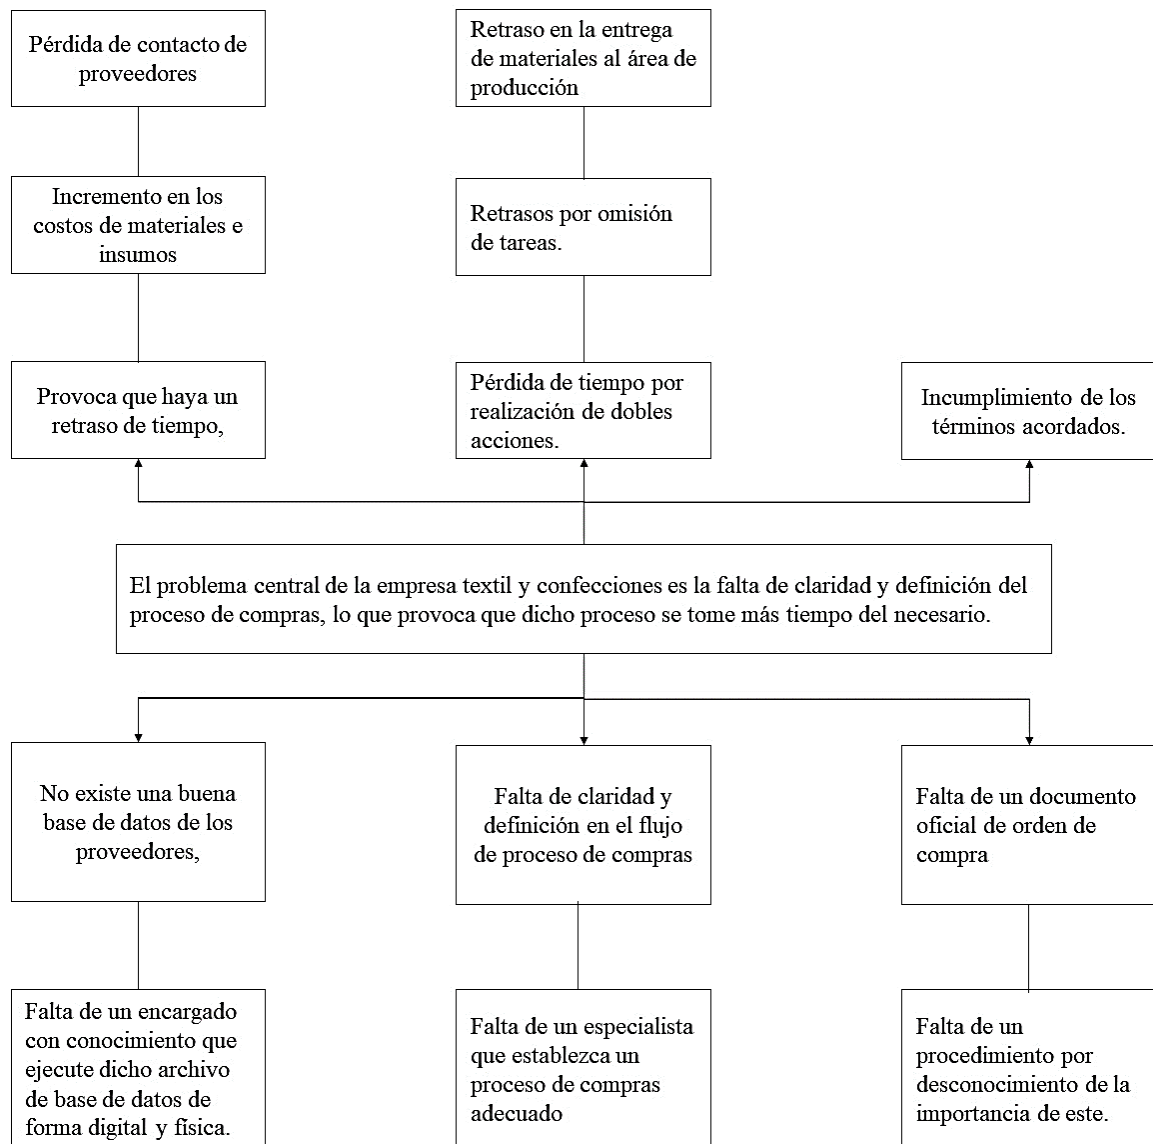 Pérdida de contacto de
proveedores
Retraso en la entrega
de materiales al área de
producción
Incremento en los
costos de materiales e
insumos
Retrasos por omisión
de tareas.
Provoca que haya un
retraso de tiempo,
Pérdida de tiempo por
realización de dobles
acciones.
Incumplimiento de los
términos acordados.
El problema central de la empresa textil y confecciones es la falta de claridad y definición del
proceso de compras, lo que provoca que dicho proceso se tome más tiempo del necesario.
No existe una buena
base de datos de los
proveedores,
Falta de claridad y
definición en el flujo
de proceso de compras
Falta de un documento
oficial de orden de
compra
Falta de un encargado
con conocimiento que
ejecute dicho archivo
de base de datos de
forma digital y física.
Falta de un especialista
que establezca un
proceso de compras
adecuado
Falta de un
procedimiento por
desconocimiento de la
importancia de este.